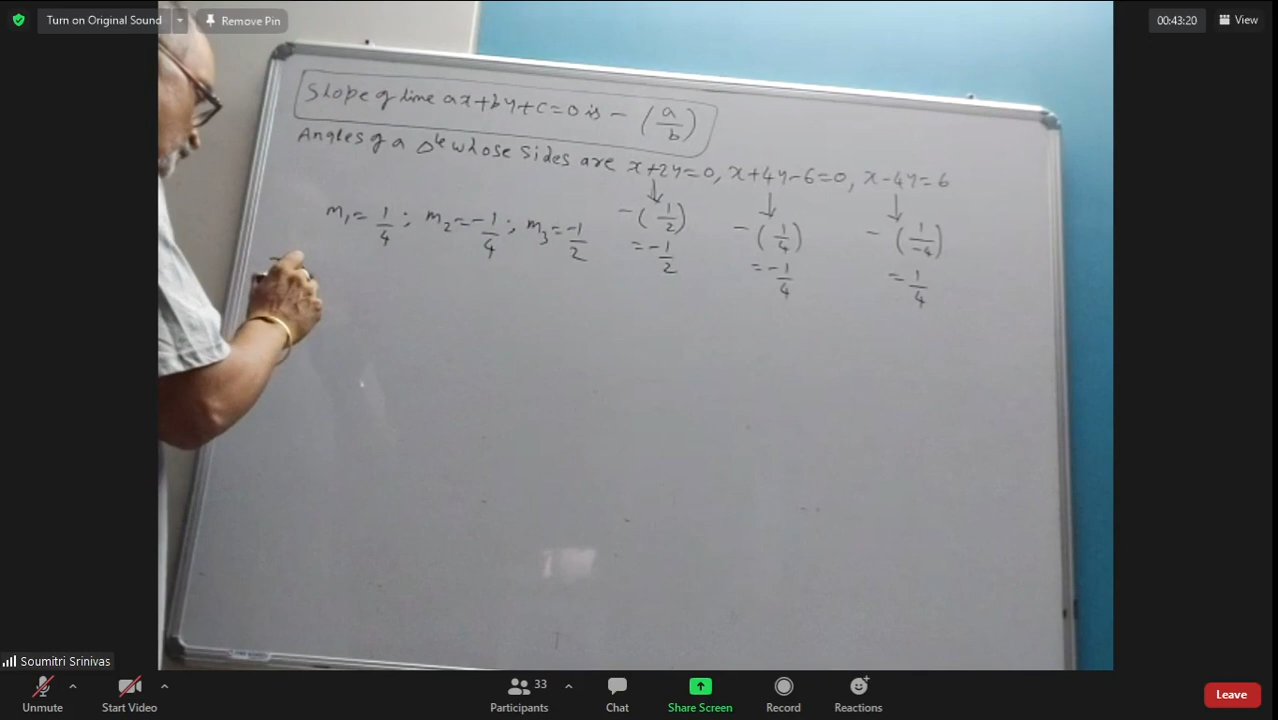 Turn on Original Sound
Remove Pin
00:43:20
View
Slope of line ax+by+c=0 is -(a/b)
Angles of a Δle whose sides are x+2y=0, x+4y-6=0, x-4y=6
m1=1/4; m2=-1/4; m3=-1/2
-(1/2)
-(1/4)
-(1/-4)
=-1/2
=-1/4
=1/4
Soumitri Srinivas
33
Unmute
Start Video
Participants
Chat
Share Screen
Record
Reactions
Leave